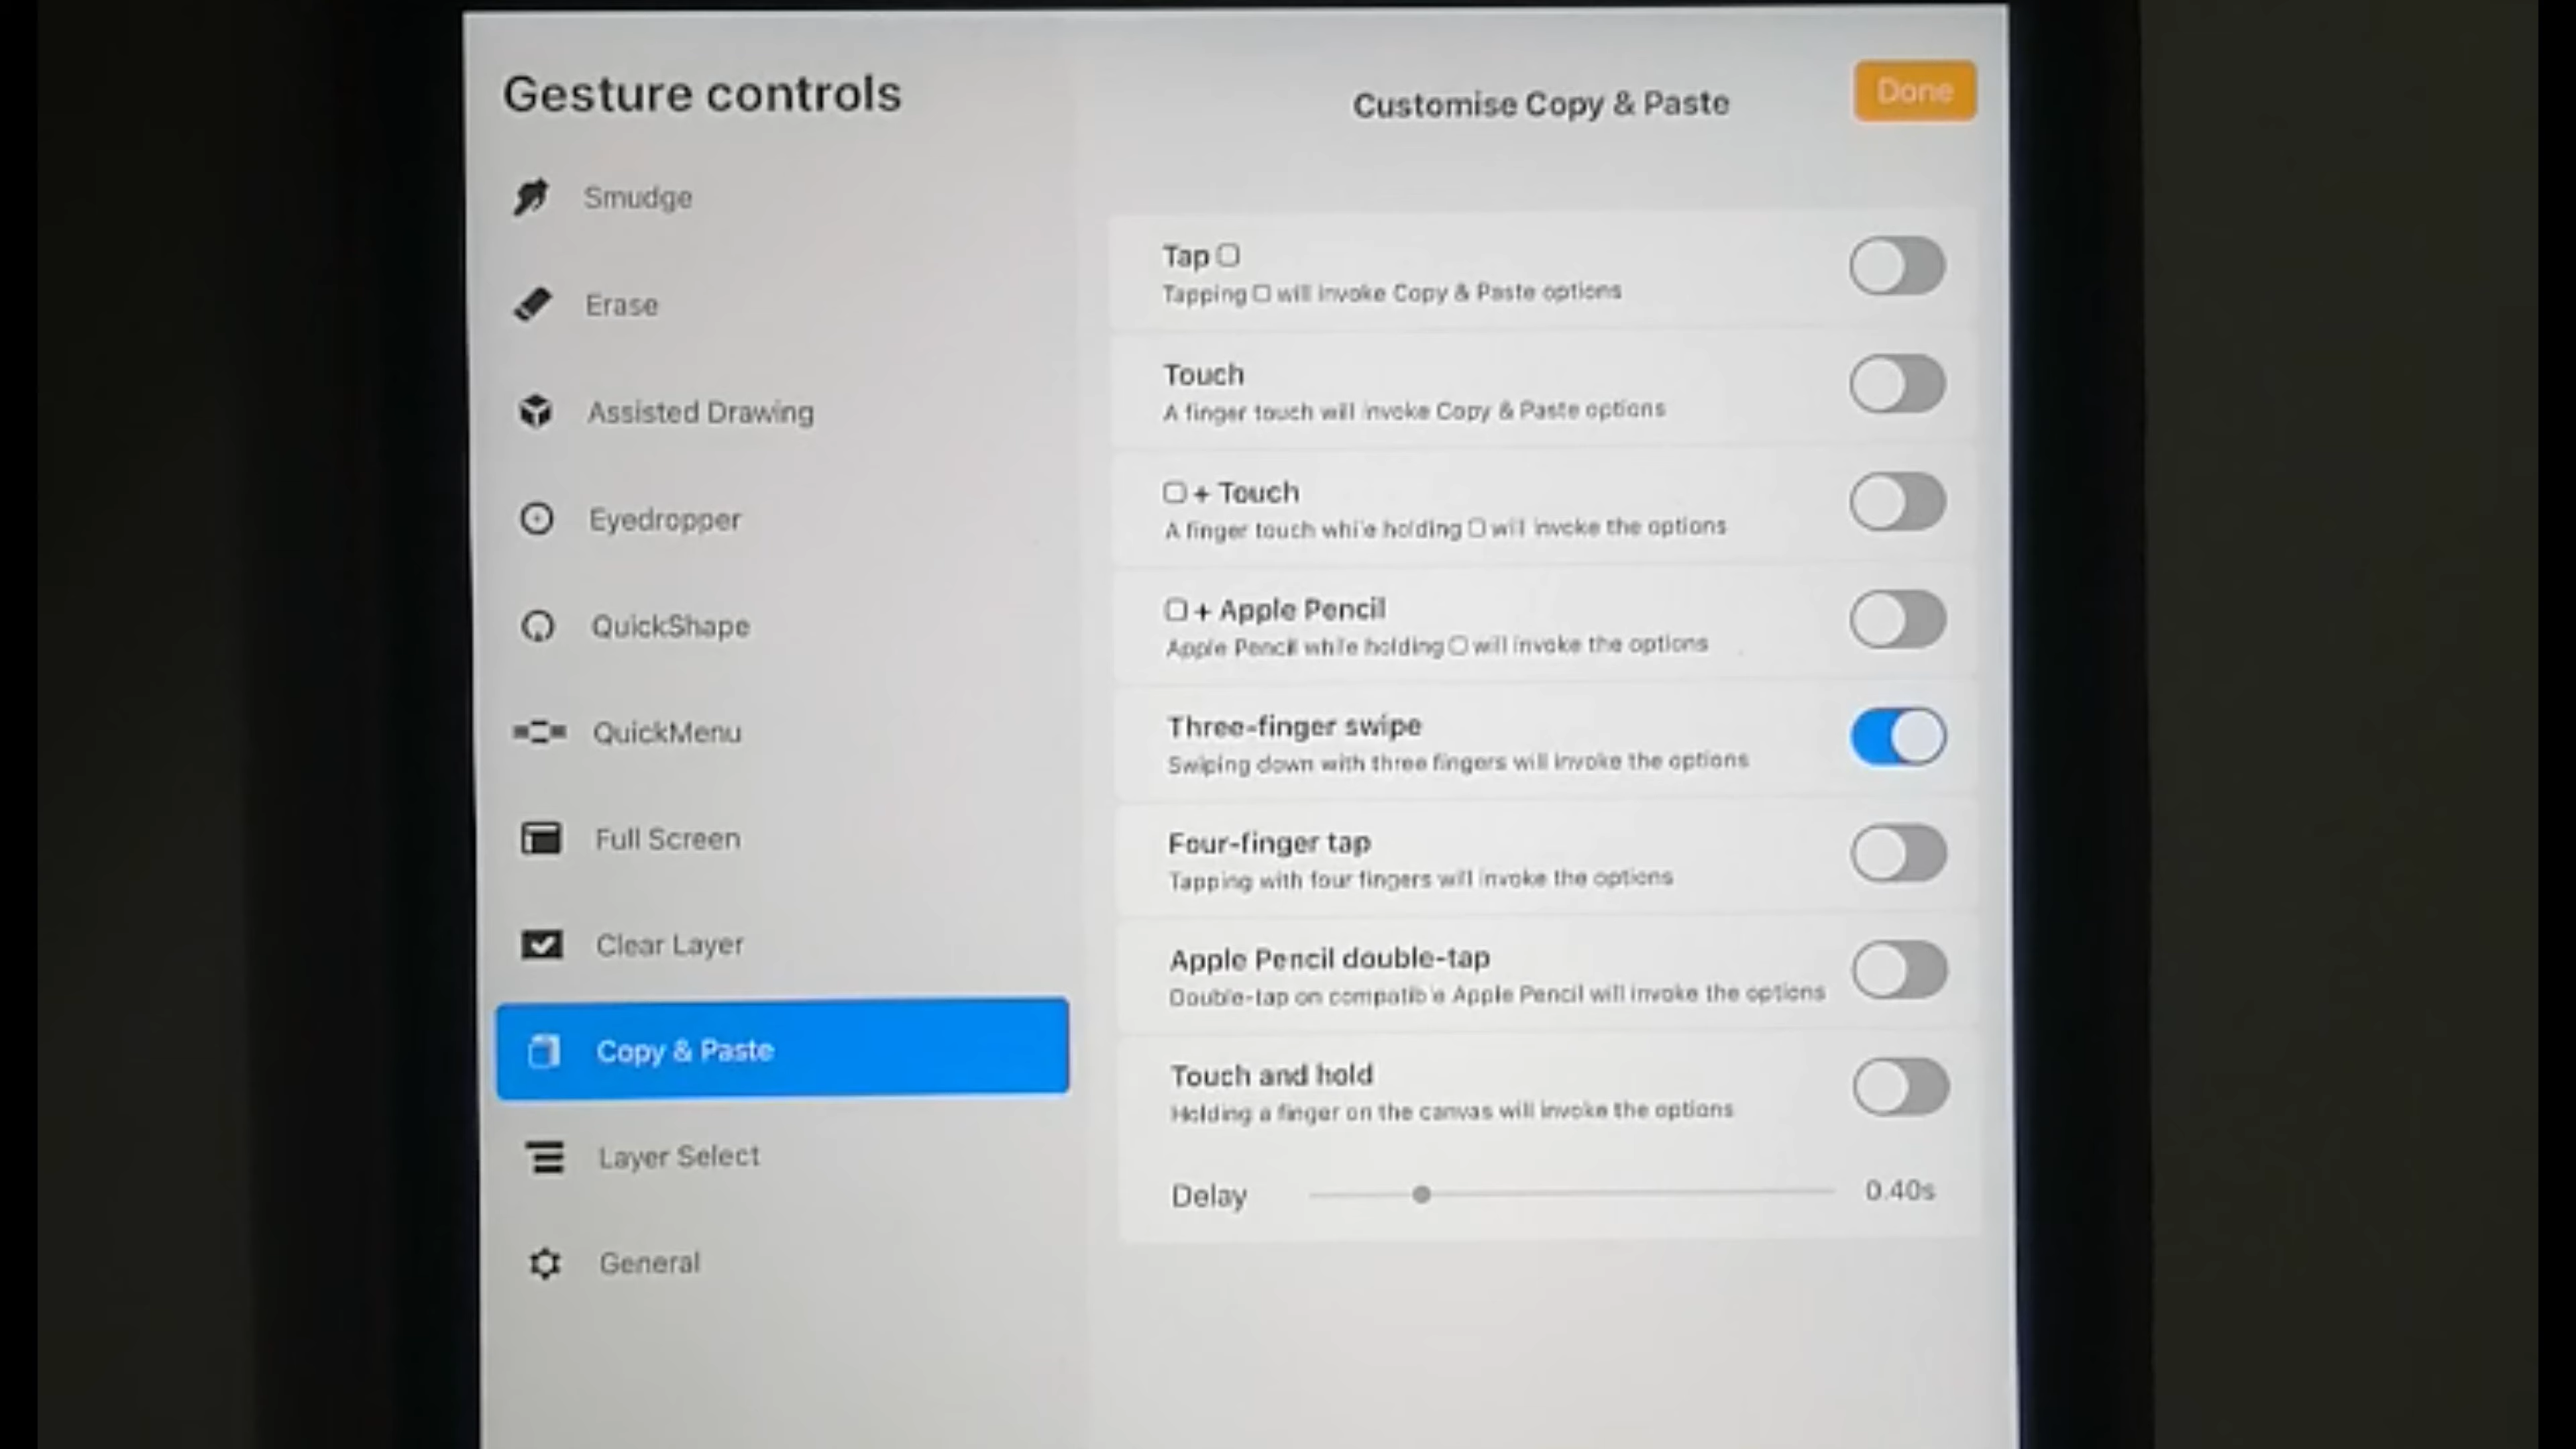 Gesture controls
Smudge
Erase
Assisted Drawing
Eyedropper
QuickShape
QuickMenu
Full Screen
Clear Layer
Copy & Paste
Layer Select
General
Customise Copy & Paste
Done
Tap
Tapping will invoke Copy & Paste options
Touch
A finger touch will invoke Copy & Paste options
+ Touch
A finger touch while holding will invoke the options
+ Apple Pencil
Apple Pencil while holding will invoke the options
Three-finger swipe
Swiping down with three fingers will invoke the options
Four-finger tap
Tapping with four fingers will invoke the options
Apple Pencil double-tap
Double-tap on compatible Apple Pencil will invoke the options
Touch and hold
Holding a finger on the canvas will invoke the options
Delay
0.40s